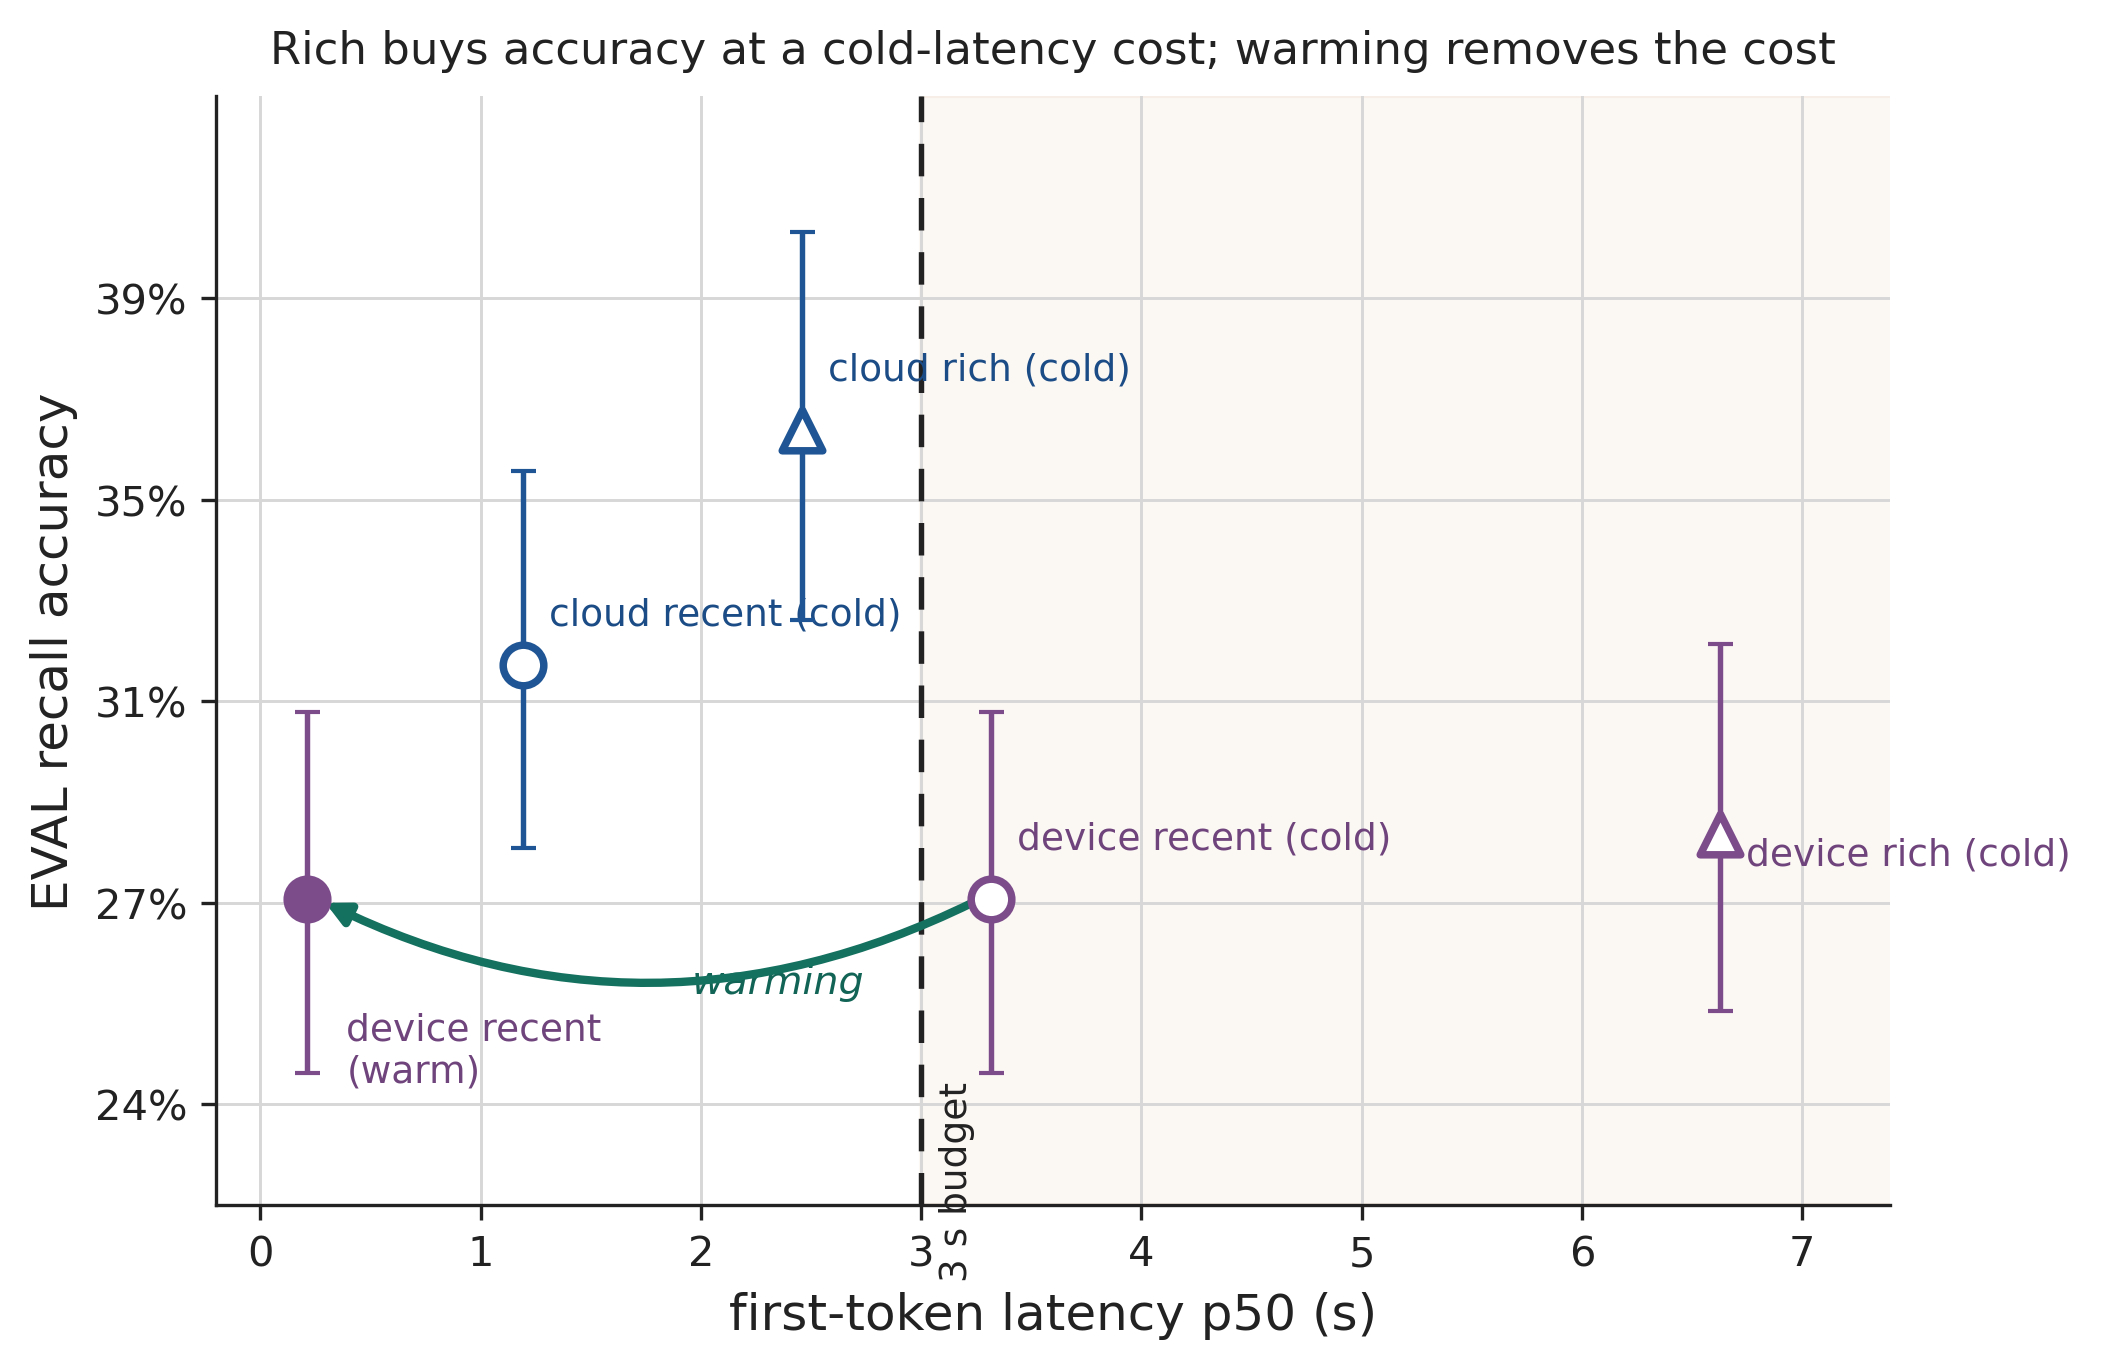 Rich buys accuracy at a cold-latency cost; warming removes the cost
EVAL recall accuracy
39%
35%
31%
27%
24%
cloud rich (cold)
cloud recent (cold)
device recent (cold)
device rich (cold)
warming
device recent
(warm)
3 s budget
0 1 2 3 4 5 6 7
first-token latency p50 (s)